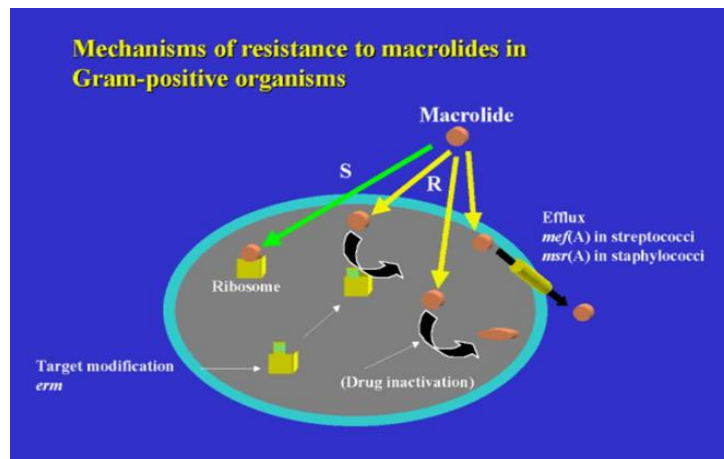 Mechanisms of resistance to macrolides in
Gram-positive organisms
Macrolide
S
R
Efflux
mef(A) in streptococci
msr(A) in staphylococci
Ribosome
Target modification
erm
(Drug inactivation)